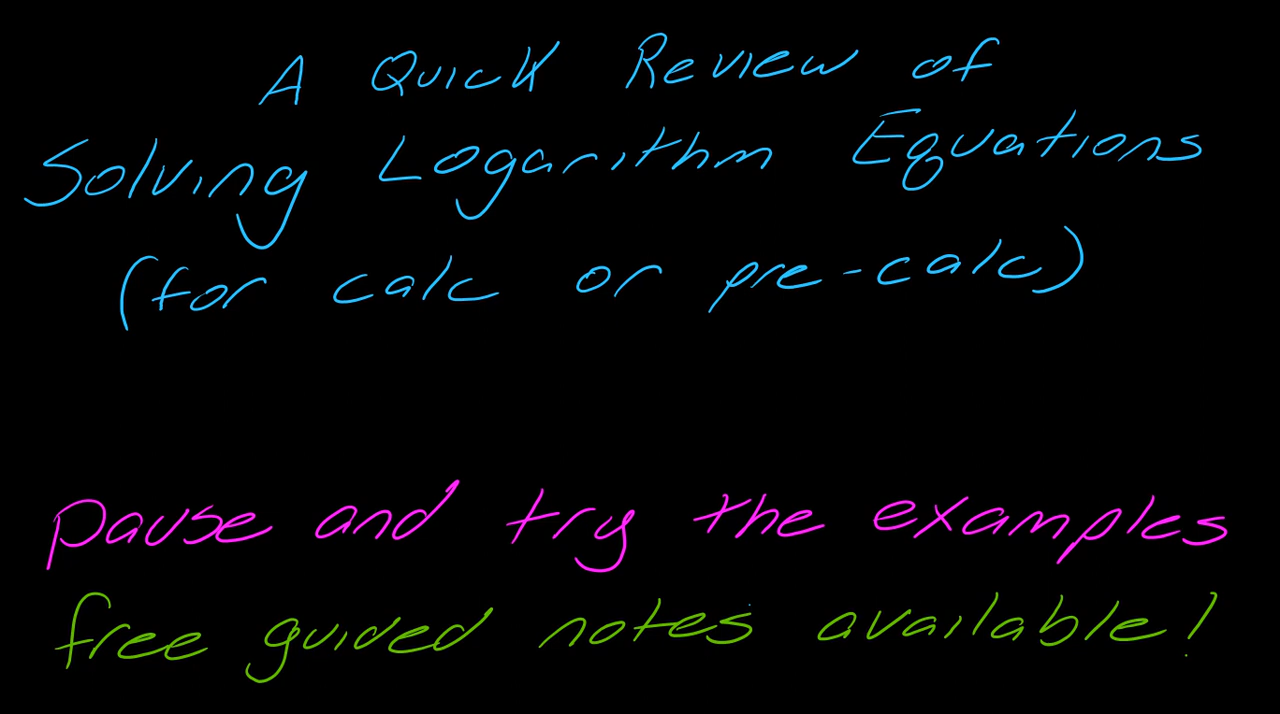 A Quick Review of
Solving Logarithm Equations
(for calc or pre-calc)
pause and try the examples
free guided notes available!